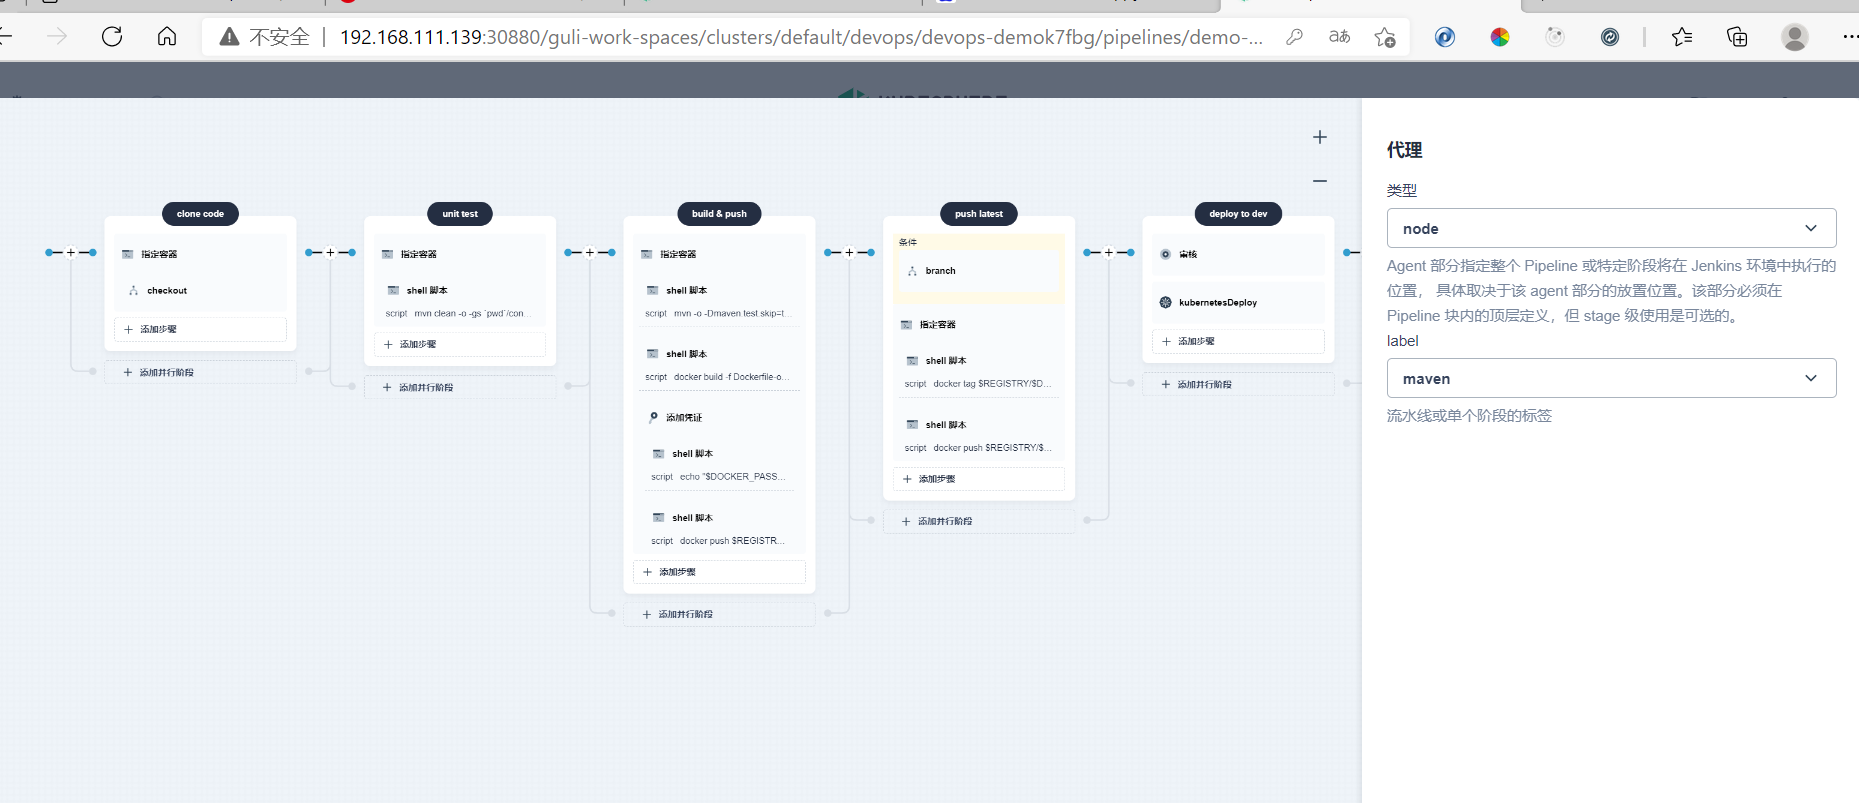 不安全 192.168.111.139:30880/guli-work-spaces/clusters/default/devops/devops-demok7fbg/pipelines/demo-...
clone code
指定容器
checkout
添加步骤
添加并行阶段
unit test
指定容器
shell 脚本
script mvn clean -o -gs `pwd`/con...
添加步骤
添加并行阶段
build & push
指定容器
shell 脚本
script mvn -o -Dmaven.test.skip=t...
shell 脚本
script docker build -f Dockerfile-o...
添加凭证
shell 脚本
script echo "$DOCKER_PASS...
shell 脚本
script docker push $REGISTR...
添加步骤
添加并行阶段
push latest
条件
branch
指定容器
shell 脚本
script docker tag $REGISTRY/$D...
shell 脚本
script docker push $REGISTRY/$...
添加步骤
添加并行阶段
deploy to dev
审核
kubernetesDeploy
添加步骤
添加并行阶段
代理
类型
node
Agent 部分指定整个 Pipeline 或特定阶段将在 Jenkins 环境中执行的
位置， 具体取决于该 agent 部分的放置位置。该部分必须在
Pipeline 块内的顶层定义，但 stage 级使用是可选的。
label
maven
流水线或单个阶段的标签